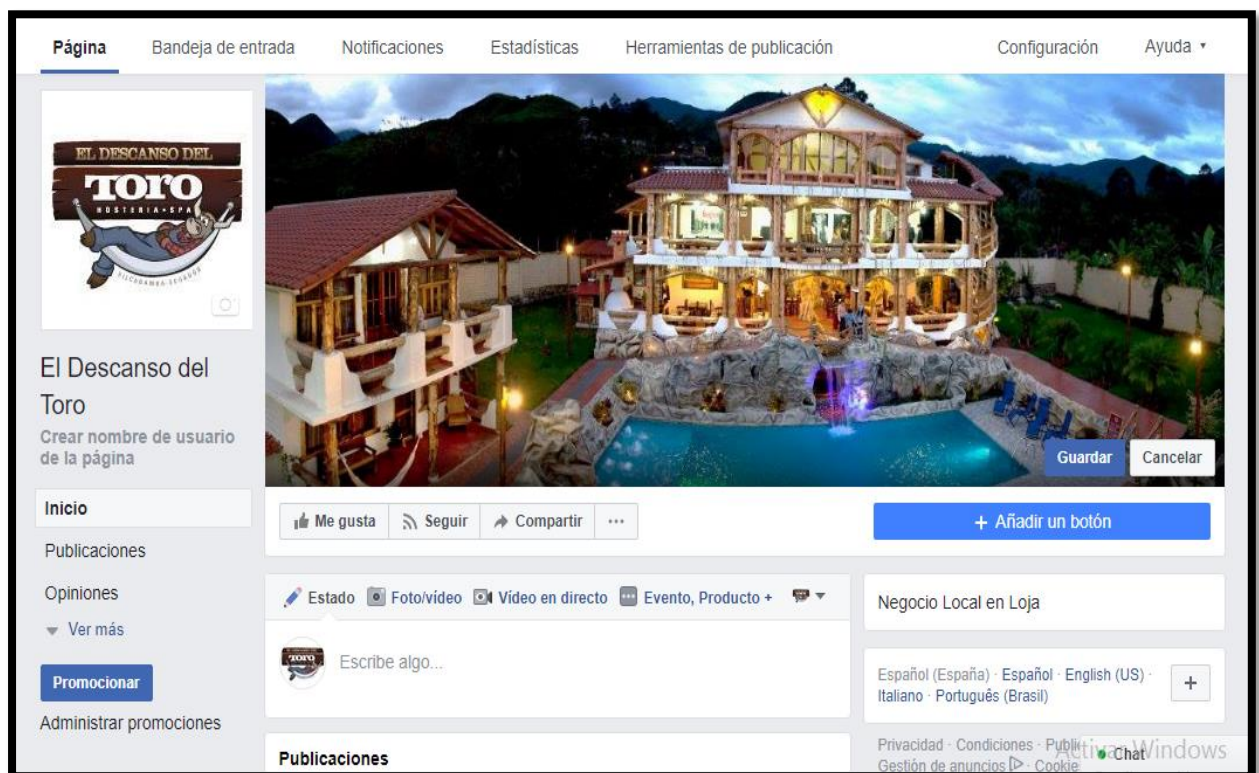 Página Bandeja de entrada Notificaciones Estadísticas Herramientas de publicación Configuración Ayuda
EL DESCANSO DEL
TORO
HOSTERIA • SPA
VILCABAMBA-ECUADOR
El Descanso del
Toro
Crear nombre de usuario
de la página
Inicio
Publicaciones
Opiniones
Ver más
Promocionar
Administrar promociones
Guardar Cancelar
Me gusta Seguir Compartir ...
+ Añadir un botón
Estado Foto/vídeo Vídeo en directo Evento, Producto +
TORO
Escribe algo...
Publicaciones
Negocio Local en Loja
Español (España) · Español · English (US) ·
Italiano · Português (Brasil)
+
Privacidad · Condiciones ·
Gestión de anuncios · Cookie
Chat
Activar Windows